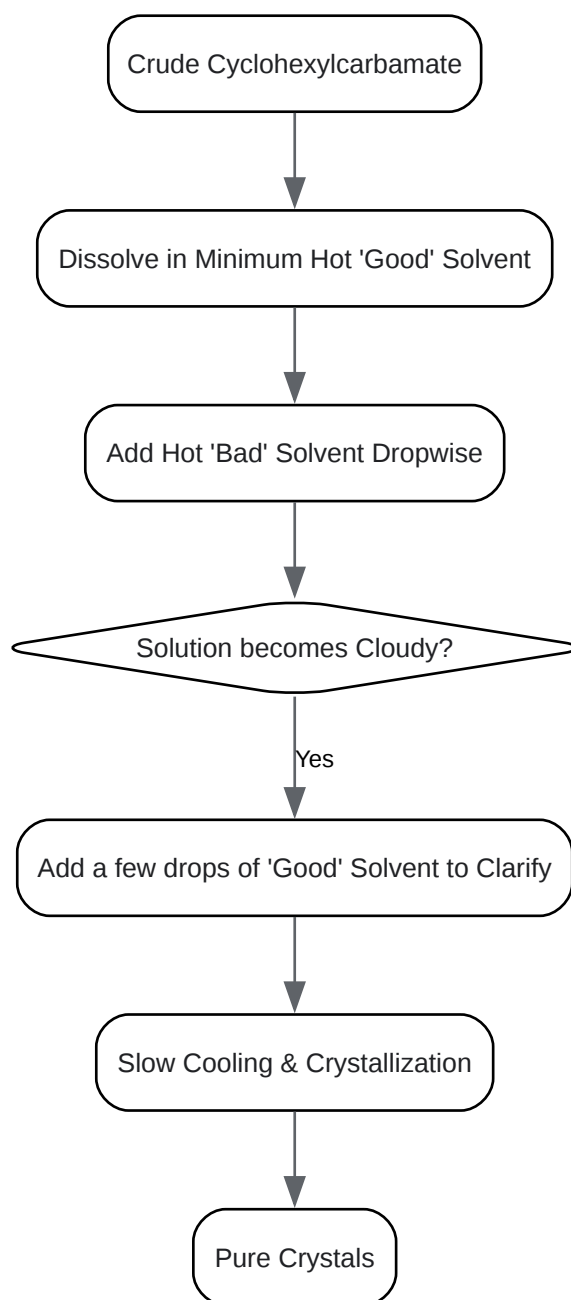 Crude Cyclohexylcarbamate
Dissolve in Minimum Hot 'Good' Solvent
Add Hot 'Bad' Solvent Dropwise
Solution becomes Cloudy?
Yes
Add a few drops of 'Good' Solvent to Clarify
Slow Cooling & Crystallization
Pure Crystals